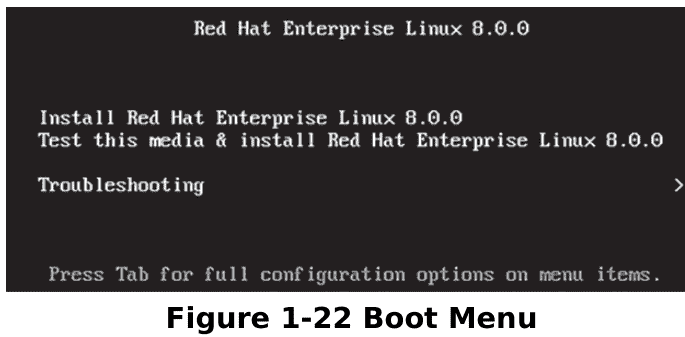 Red Hat Enterprise Linux 8.0.0
Install Red Hat Enterprise Linux 8.0.0
Test this media & install Red Hat Enterprise Linux 8.0.0
Troubleshooting >
Press Tab for full configuration options on menu items.
Figure 1-22 Boot Menu